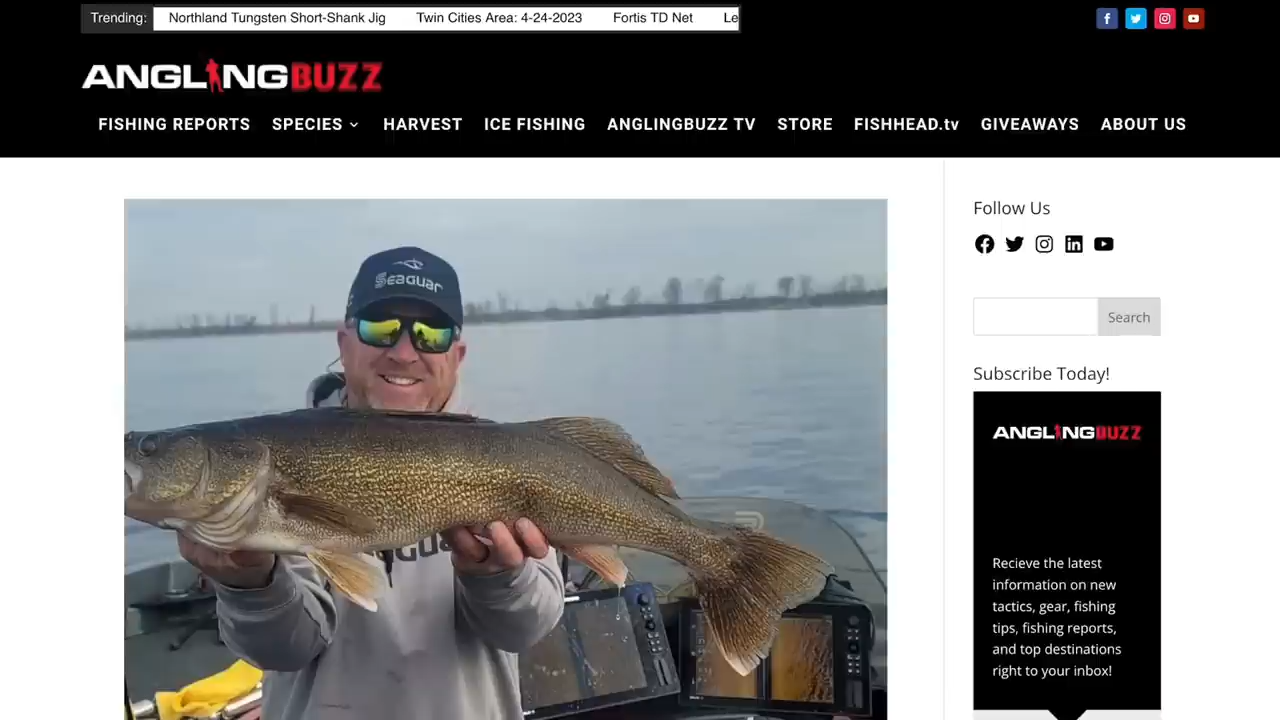 Trending: Northland Tungsten Short-Shank Jig Twin Cities Area: 4-24-2023 Fortis TD Net Le
ANGLINGBUZZ
FISHING REPORTS SPECIES HARVEST ICE FISHING ANGLINGBUZZ TV STORE FISHHEAD.tv GIVEAWAYS ABOUT US
Follow Us
Seaguar
Search
Subscribe Today!
ANGLINGBUZZ
Recieve the latest
information on new
tactics, gear, fishing
tips, fishing reports,
and top destinations
right to your inbox!